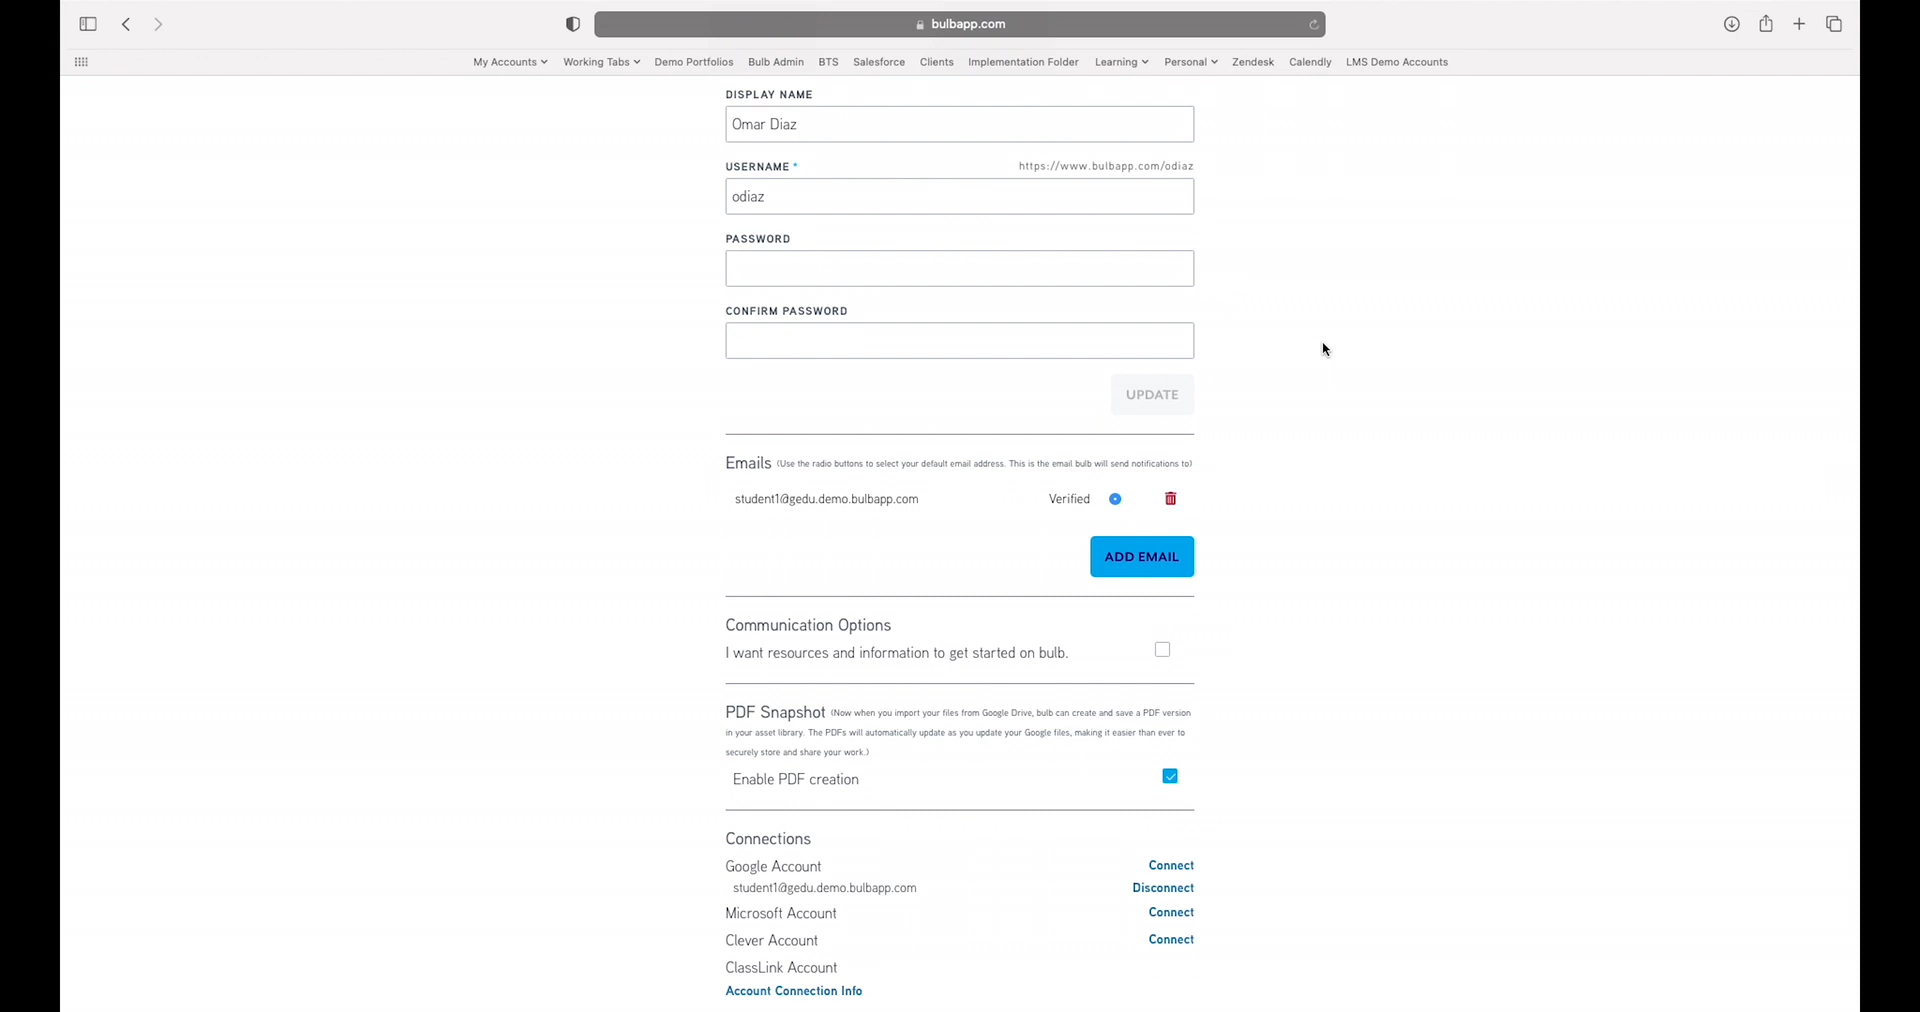 bulbapp.com
My Accounts
Working Tabs
Demo Portfolios
Bulb Admin
BTS
Salesforce
Clients
Implementation Folder
Learning
Personal
Zendesk
Calendly
LMS Demo Accounts
DISPLAY NAME
Omar Diaz
USERNAME * https://www.bulbapp.com/odiaz
odiaz
PASSWORD
CONFIRM PASSWORD
UPDATE
Emails (Use the radio buttons to select your default email address. This is the email bulb will send notifications to)
student1@gedu.demo.bulbapp.com Verified
ADD EMAIL
Communication Options
I want resources and information to get started on bulb.
PDF Snapshot (Now when you import your files from Google Drive, bulb can create and save a PDF version
in your asset library. The PDFs will automatically update as you update your Google files, making it easier than ever to
securely store and share your work.)
Enable PDF creation
Connections
Google Account Connect
student1@gedu.demo.bulbapp.com Disconnect
Microsoft Account Connect
Clever Account Connect
ClassLink Account
Account Connection Info